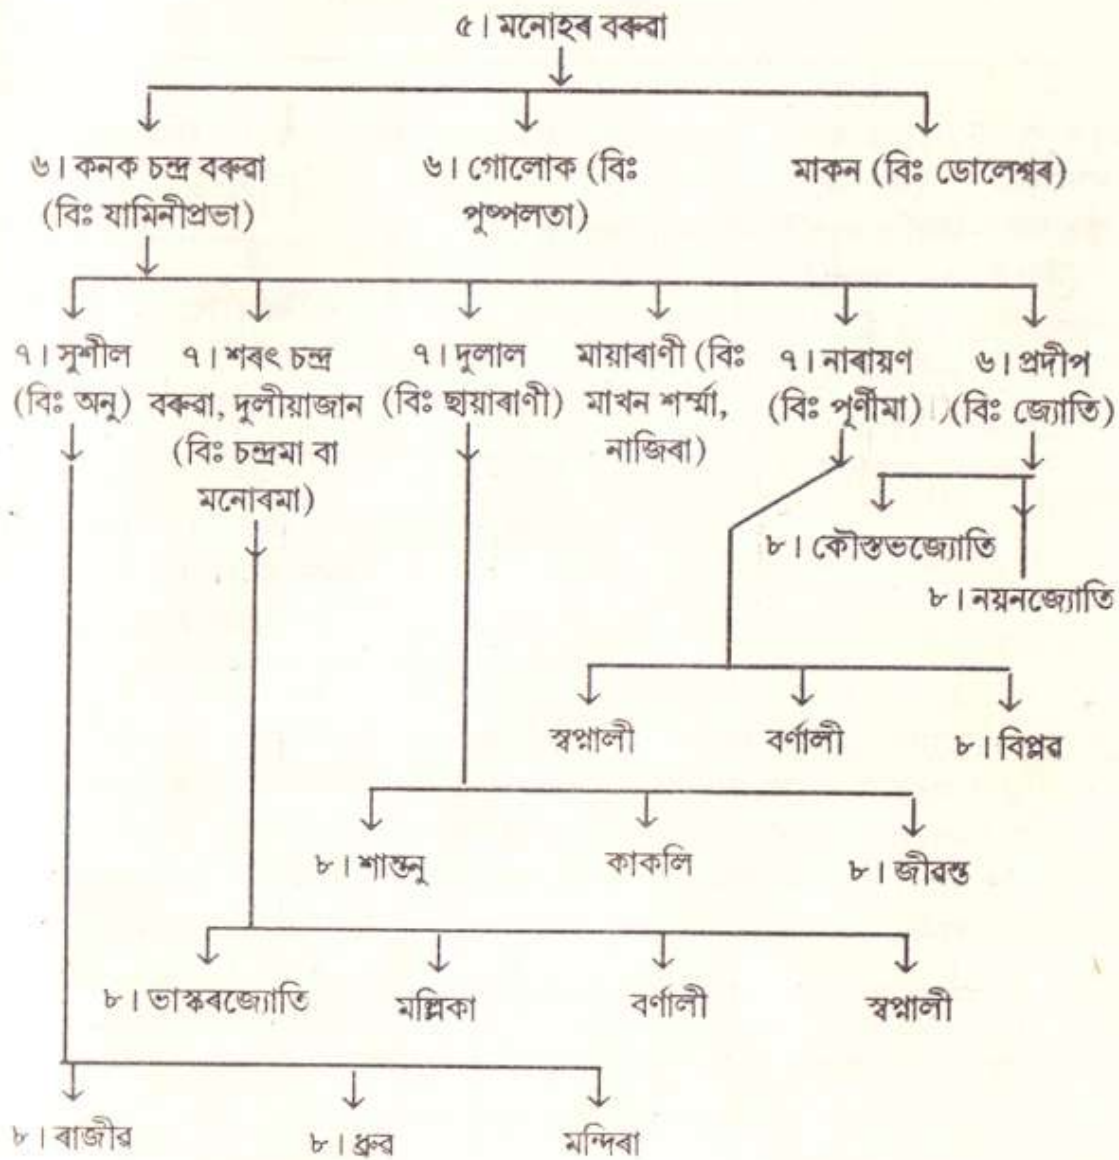 ৫। মনোহৰ বৰুৱা
৬। কনক চন্দ্ৰ বৰুৱা
(বিঃ যামিনীপ্ৰভা)
৬। গোলোক (বিঃ
পুষ্পলতা)
মাকন (বিঃ ডোলেশ্বৰ)
৭। সুশীল
(বিঃ অনু)
৭। শৰৎ চন্দ্ৰ
বৰুৱা, দুলীয়াজান
(বিঃ চন্দ্ৰমা বা
মনোৰমা)
৭। দুলাল
(বিঃ ছায়াৰাণী)
মায়াৰাণী (বিঃ
মাখন শৰ্ম্মা,
নাজিৰা)
৭। নাৰায়ণ
(বিঃ পূৰ্ণীমা)
৬। প্ৰদীপ
(বিঃ জ্যোতি)
৮। কৌস্তভজ্যোতি
৮। নয়নজ্যোতি
স্বপ্নালী
বৰ্ণালী
৮। বিপ্লৱ
৮। শান্তনু
কাকলি
৮। জীৱন্ত
৮। ভাস্কৰজ্যোতি
মল্লিকা
বৰ্ণালী
স্বপ্নালী
৮। ৰাজীৱ
৮। ধ্ৰুৱ
মন্দিৰা